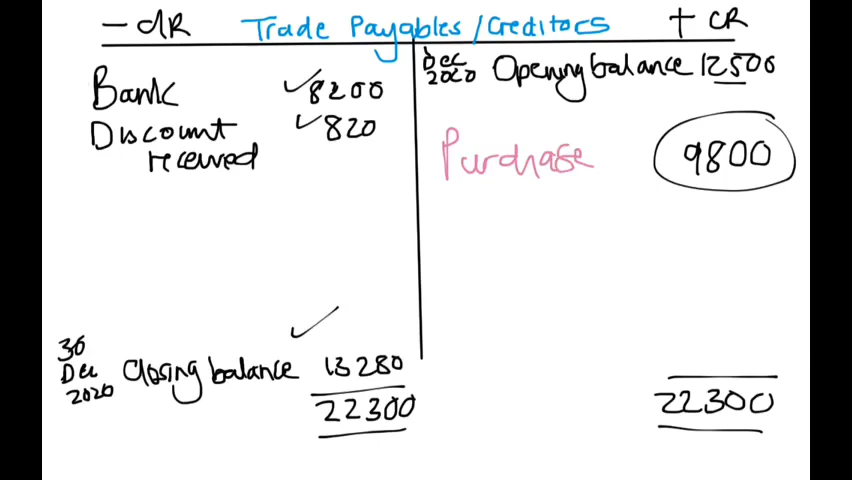 - dR Trade Payables/Creditors + CR
Bank 8200
Discount received 820
30 Dec 2020 Closing balance 13280
22300
Dec 2020 Opening balance 12500
Purchase 9800
22300